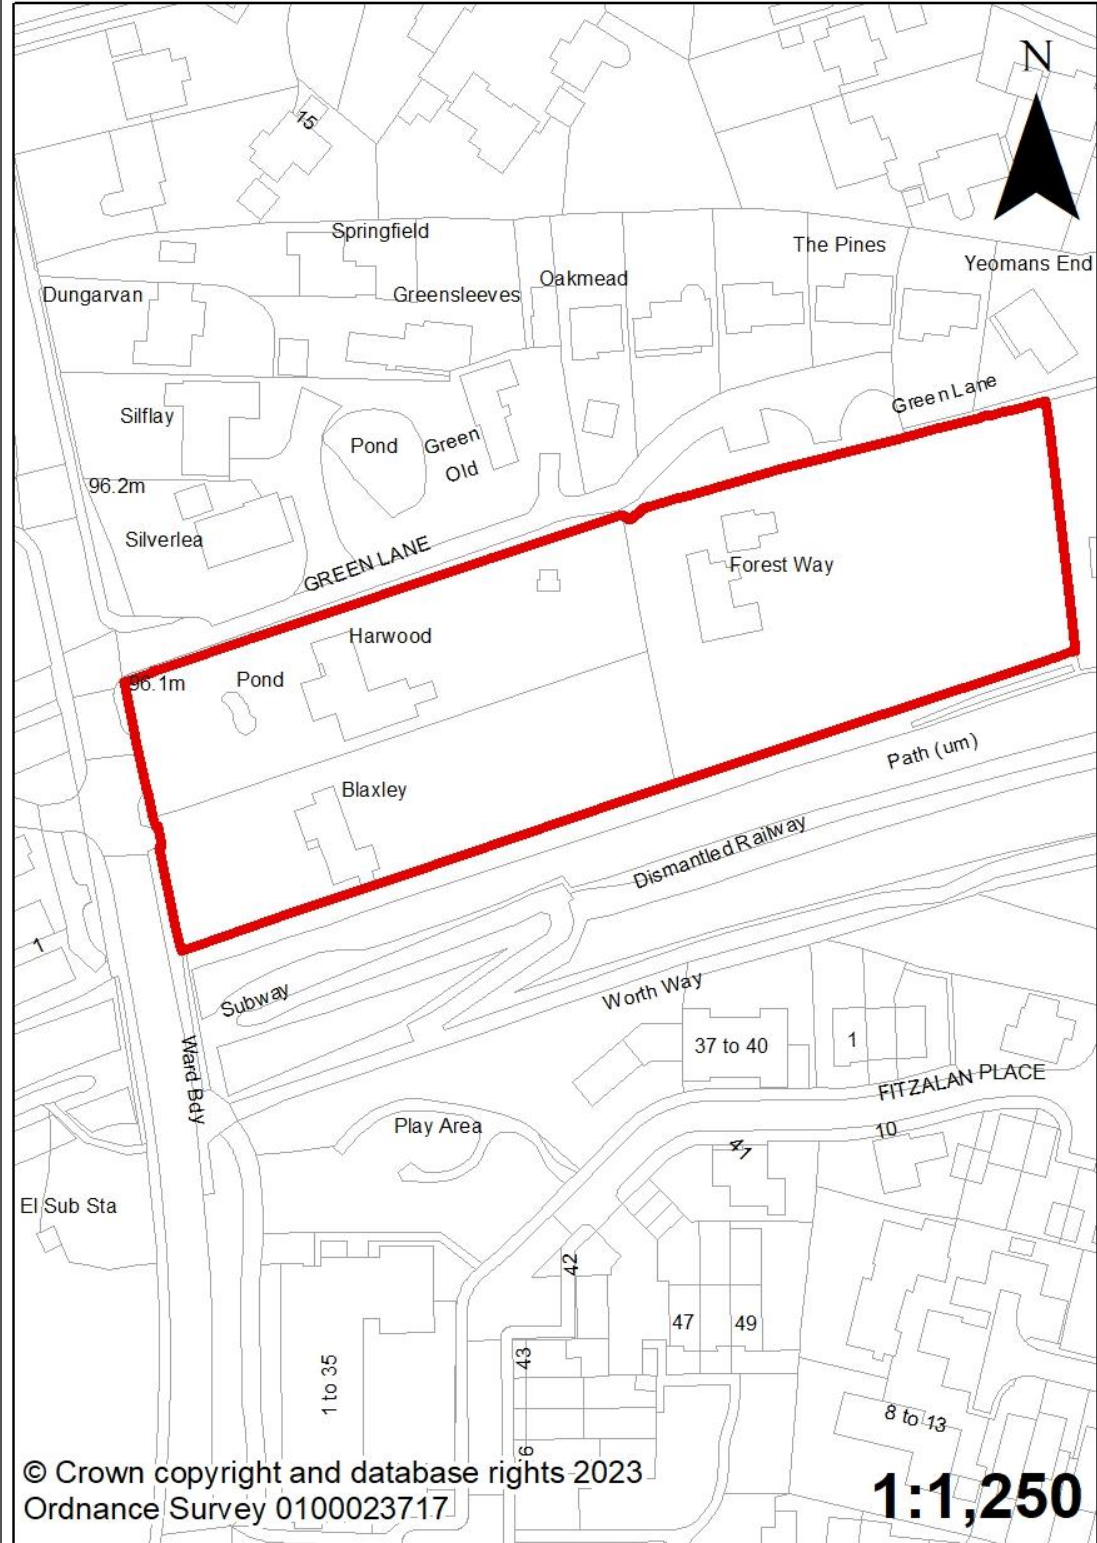 N
15
Springfield
The Pines
Yeomans End
Oakmead
Dungarvan
Greensleeves
Green Lane
Silflay
Pond
Green
Old
96.2m
Silverlea
GREEN LANE
Forest Way
Harwood
96.1m
Pond
Blaxley
Path (um)
Dismantled Railway
1
Subway
Worth Way
Ward Bdy
37 to 40
1
FITZALAN PLACE
Play Area
10
41
El Sub Sta
42
47
49
43
1 to 35
8 to 13
6
© Crown copyright and database rights 2023
Ordnance Survey 0100023717
1:1,250